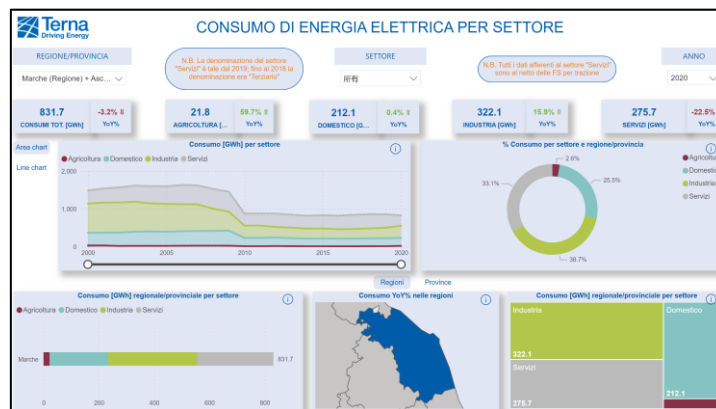 Terna
Driving Energy
CONSUMO DI ENERGIA ELETTRICA PER SETTORE
REGIONE/PROVINCIA
Marche (Regione) + Asc...
N.B. La denominazione del settore
"Servizi" è tale dal 2019; fino al 2018 la
denominazione era "Terziario"
SETTORE
所有
N.B. Tutti i dati afferenti al settore "Servizi"
sono al netto delle FS per trazione
ANNO
2020
831.7
CONSUMI TOT. [GWh]
-3.2% ⇓
YoY%
21.8
AGRICOLTURA [...
59.7% ⇑
YoY%
212.1
DOMESTICO [G...
0.4% ⇑
YoY%
322.1
INDUSTRIA [GWh]
15.9% ⇑
YoY%
275.7
SERVIZI [GWh]
-22.5%
YoY%
Area chart
Line chart
Consumo [GWh] per settore
Agricoltura Domestico Industria Servizi
2,000
1,000
0
2000 2005 2010 2015 2020
% Consumo per settore e regione/provincia
2.6%
25.5%
38.7%
33.1%
Agricoltura
Domestico
Industria
Servizi
Regioni Province
Consumo [GWh] regionale/provinciale per settore
Agricoltura Domestico Industria Servizi
Marche
831.7
0 200 400 600 800
Consumo YoY% nelle regioni
Consumo [GWh] regionale/provinciale per settore
Industria
322.1
Servizi
275.7
Domestico
212.1